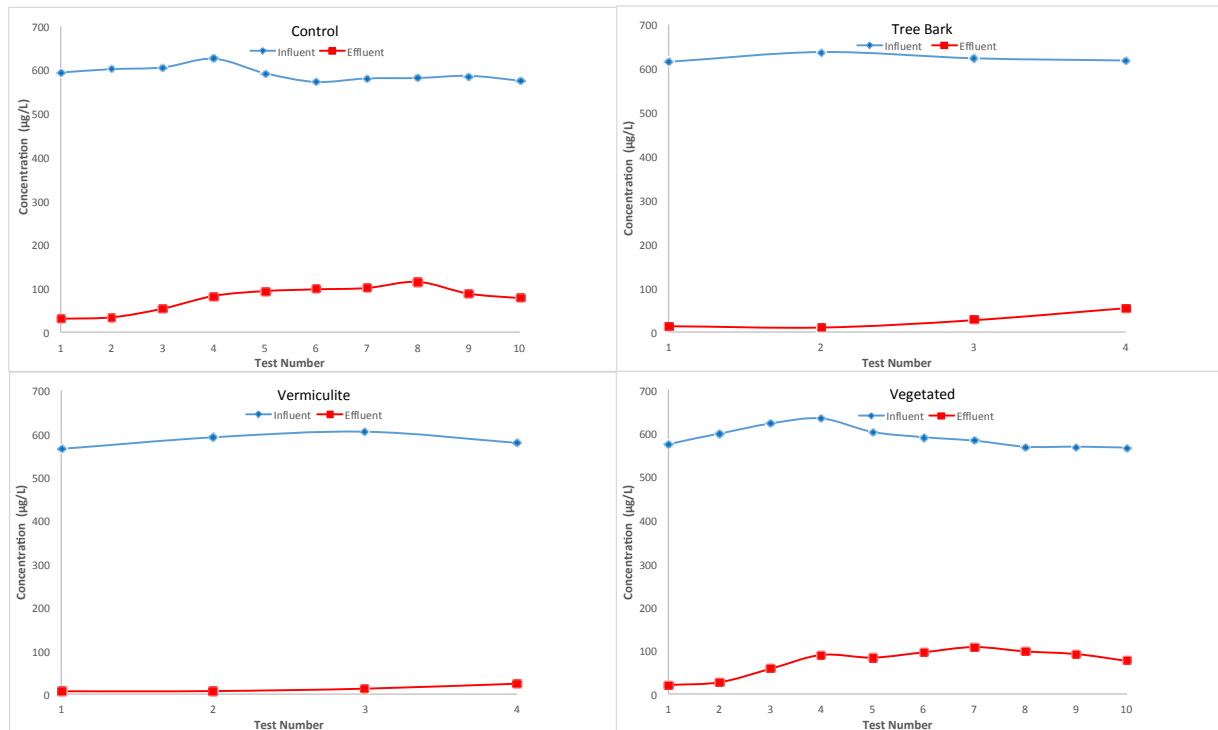 Control
Influent Effluent
Concentration (µg/L)
700
600
500
400
300
200
100
0
1 2 3 4 5 6 7 8 9 10
Test Number
Tree Bark
Influent Effluent
Concentration (µg/L)
700
600
500
400
300
200
100
0
1 2 3 4
Test Number
Vermiculite
Influent Effluent
Concentration (µg/L)
700
600
500
400
300
200
100
0
1 2 3 4
Test Number
Vegetated
Influent Effluent
Concentration (µg/L)
700
600
500
400
300
200
100
0
1 2 3 4 5 6 7 8 9 10
Test Number